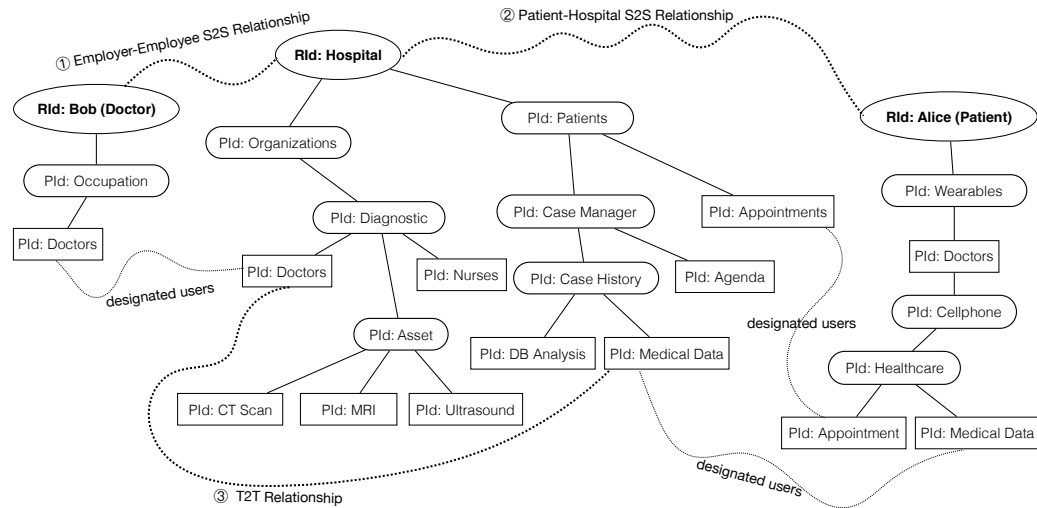 ② Patient-Hospital S2S Relationship
① Employer-Employee S2S Relationship
RId: Hospital
RId: Bob (Doctor)
RId: Alice (Patient)
PId: Patients
PId: Organizations
PId: Occupation
PId: Wearables
PId: Diagnostic
PId: Case Manager
PId: Appointments
PId: Doctors
PId: Doctors
PId: Doctors
PId: Nurses
PId: Case History
PId: Agenda
designated users
PId: Cellphone
PId: Asset
designated users
PId: DB Analysis
PId: Medical Data
PId: Healthcare
PId: CT Scan
PId: MRI
PId: Ultrasound
PId: Appointment
PId: Medical Data
designated users
③ T2T Relationship